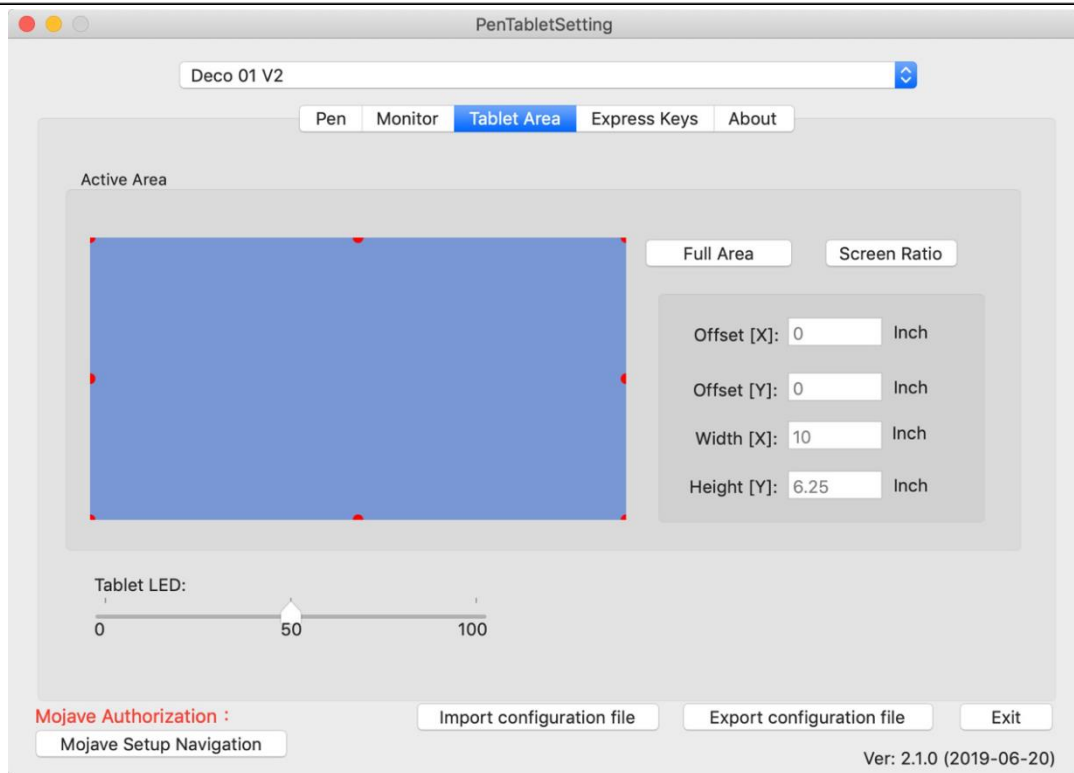 PenTabletSetting
Deco 01 V2
Pen Monitor Tablet Area Express Keys About
Active Area
Full Area Screen Ratio
Offset [X]: 0 Inch
Offset [Y]: 0 Inch
Width [X]: 10 Inch
Height [Y]: 6.25 Inch
Tablet LED:
0 50 100
Mojave Authorization：
Import configuration file Export configuration file Exit
Mojave Setup Navigation
Ver: 2.1.0 (2019-06-20)